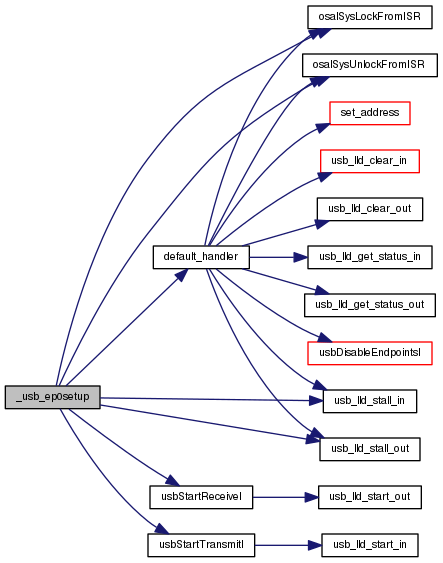 osalSysLockFromISR
osalSysUnlockFromISR
set_address
usb_lld_clear_in
usb_lld_clear_out
default_handler
usb_lld_get_status_in
usb_lld_get_status_out
usbDisableEndpointsI
_usb_ep0setup
usb_lld_stall_in
usb_lld_stall_out
usbStartReceiveI
usb_lld_start_out
usbStartTransmitI
usb_lld_start_in